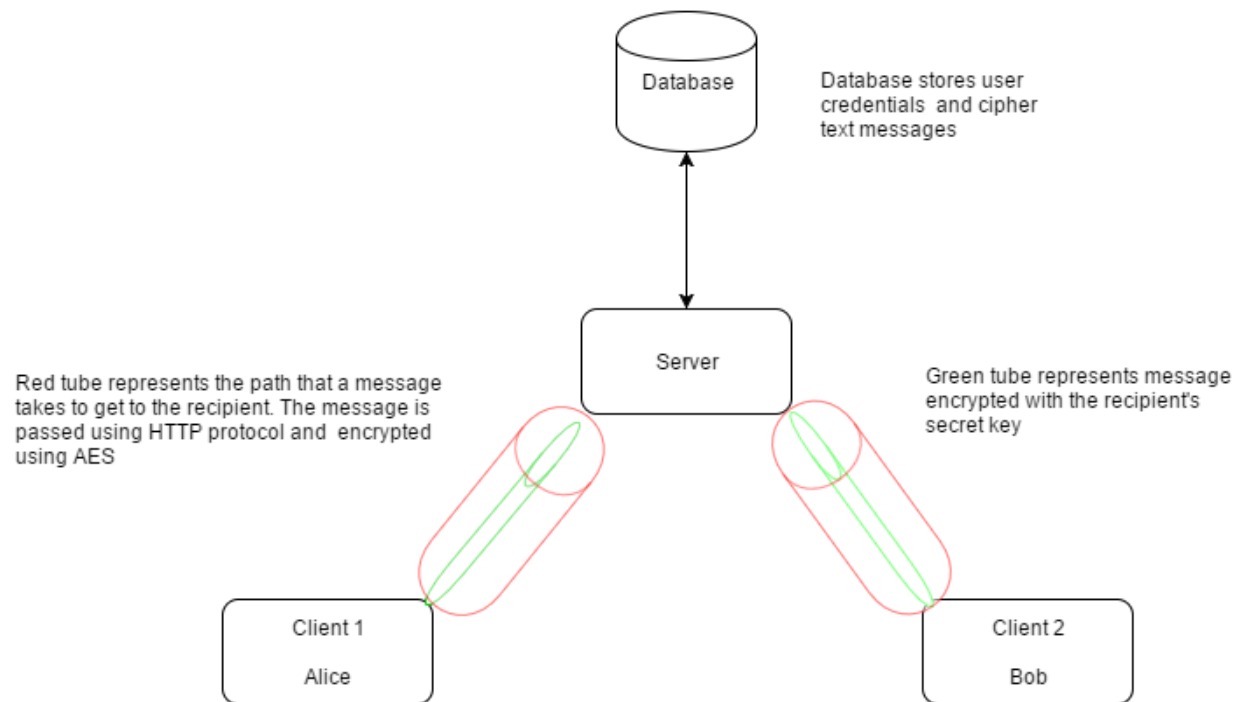 Database
Database stores user
credentials and cipher
text messages
Server
Red tube represents the path that a message
takes to get to the recipient. The message is
passed using HTTP protocol and encrypted
using AES
Green tube represents message
encrypted with the recipient's
secret key
Client 1
Alice
Client 2
Bob